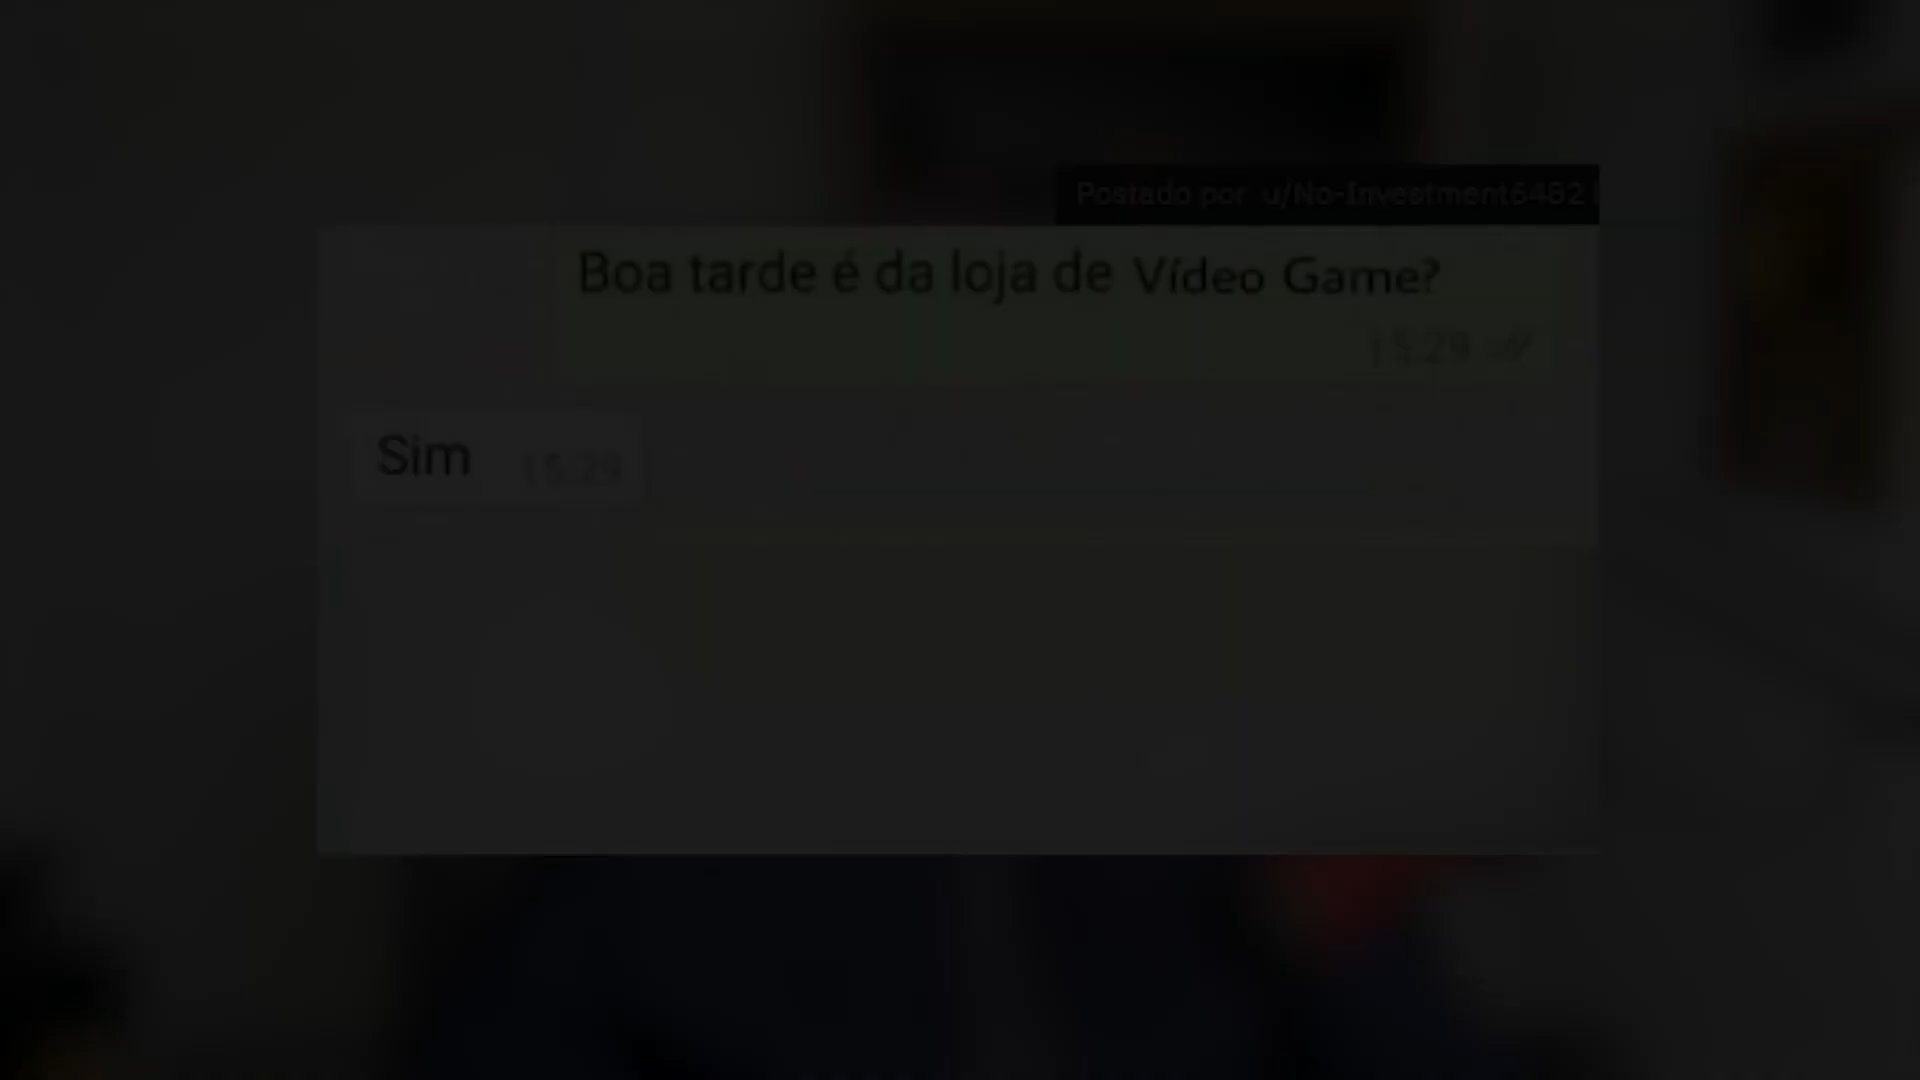 Postado por u/No-Investment6482
Boa tarde é da loja de Vídeo Game?
15:29
Sim 15:29